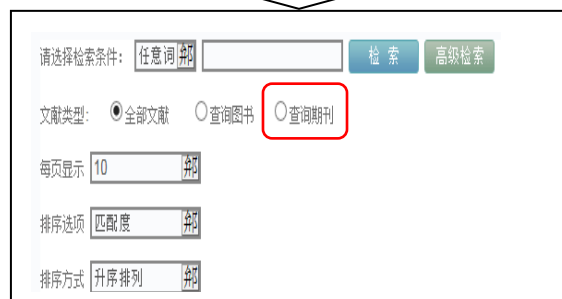 请选择检索条件: 任意词 检 索 高级检索
文献类型: 全部文献 查询图书 查询期刊
每页显示 10
排序选项 匹配度
排序方式 升序排列